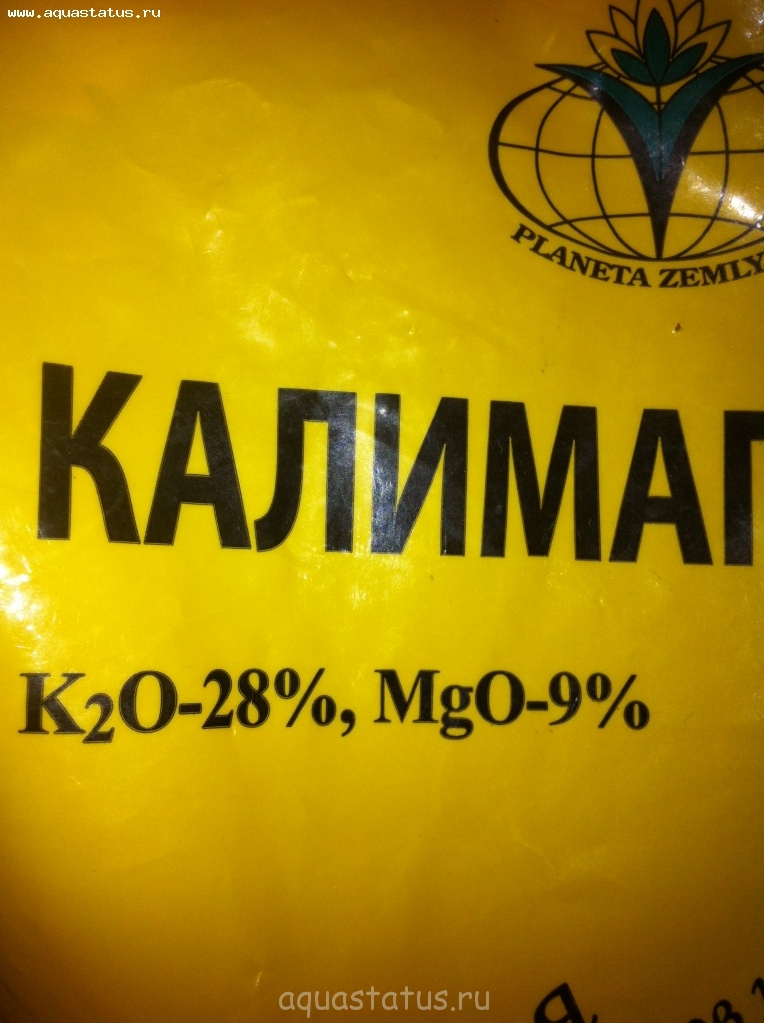 www.aquastatus.ru
PLANETA ZEMLY
КАЛИМАГ
K₂O-28%, MgO-9%
aquastatus.ru